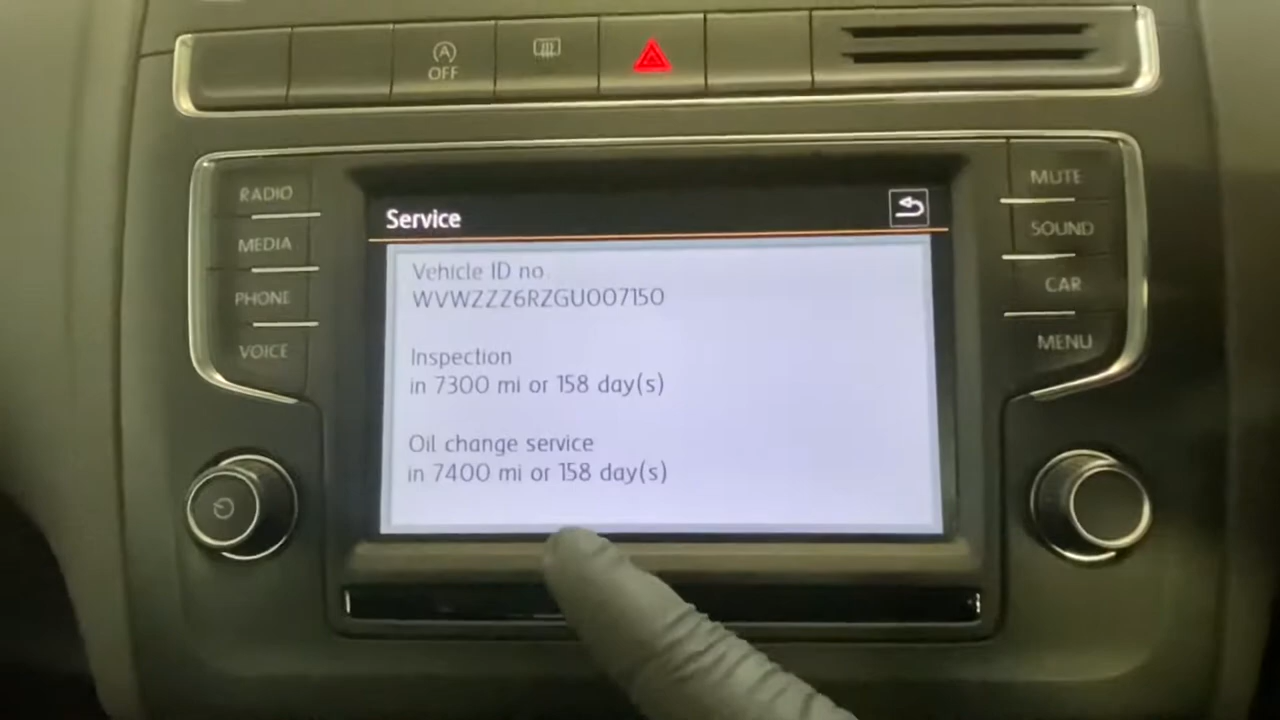 A
OFF
RADIO
MEDIA
PHONE
VOICE
Service
Vehicle ID no.
WVWZZZ6RZGU007150
Inspection
in 7300 mi or 158 day(s)
Oil change service
in 7400 mi or 158 day(s)
MUTE
SOUND
CAR
MENU